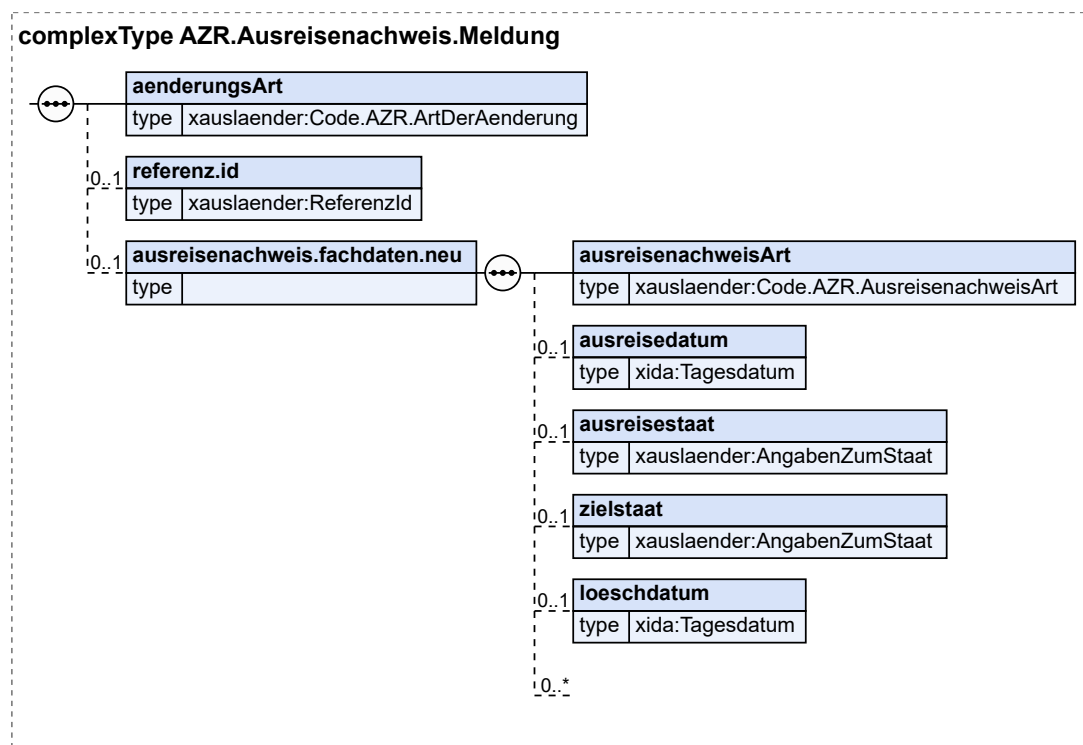 complexType AZR.Ausreisenachweis.Meldung
aenderungsArt
type xauslaender:Code.AZR.ArtDerAenderung
0..1 referenz.id
type xauslaender:ReferenzId
0..1 ausreisenachweis.fachdaten.neu
type
ausreisenachweisArt
type xauslaender:Code.AZR.AusreisenachweisArt
0..1 ausreisedatum
type xida:Tagesdatum
0..1 ausreisestaat
type xauslaender:AngabenZumStaat
0..1 zielstaat
type xauslaender:AngabenZumStaat
0..1 loeschdatum
type xida:Tagesdatum
0..*